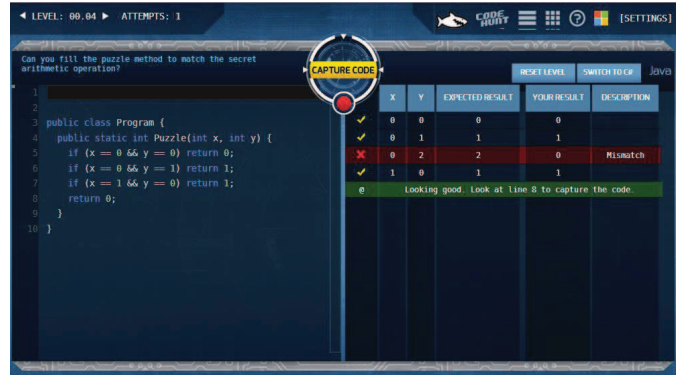 ◄ LEVEL: 00.04 ► ATTEMPTS: 1
CODE HUNT
[SETTINGS]
Can you fill the puzzle method to match the secret
arithmetic operation?
CAPTURE CODE
RESET LEVEL SWITCH TO C# Java
1
2
3 public class Program {
4 public static int Puzzle(int x, int y) {
5 if (x == 0 && y == 0) return 0;
6 if (x == 0 && y == 1) return 1;
7 if (x == 1 && y == 0) return 1;
8 return 0;
9 }
10 }
X Y EXPECTED RESULT YOUR RESULT DESCRIPTION
0 0 0 0
0 1 1 1
0 2 2 0 Mismatch
1 0 1 1
@ Looking good. Look at line 8 to capture the code.